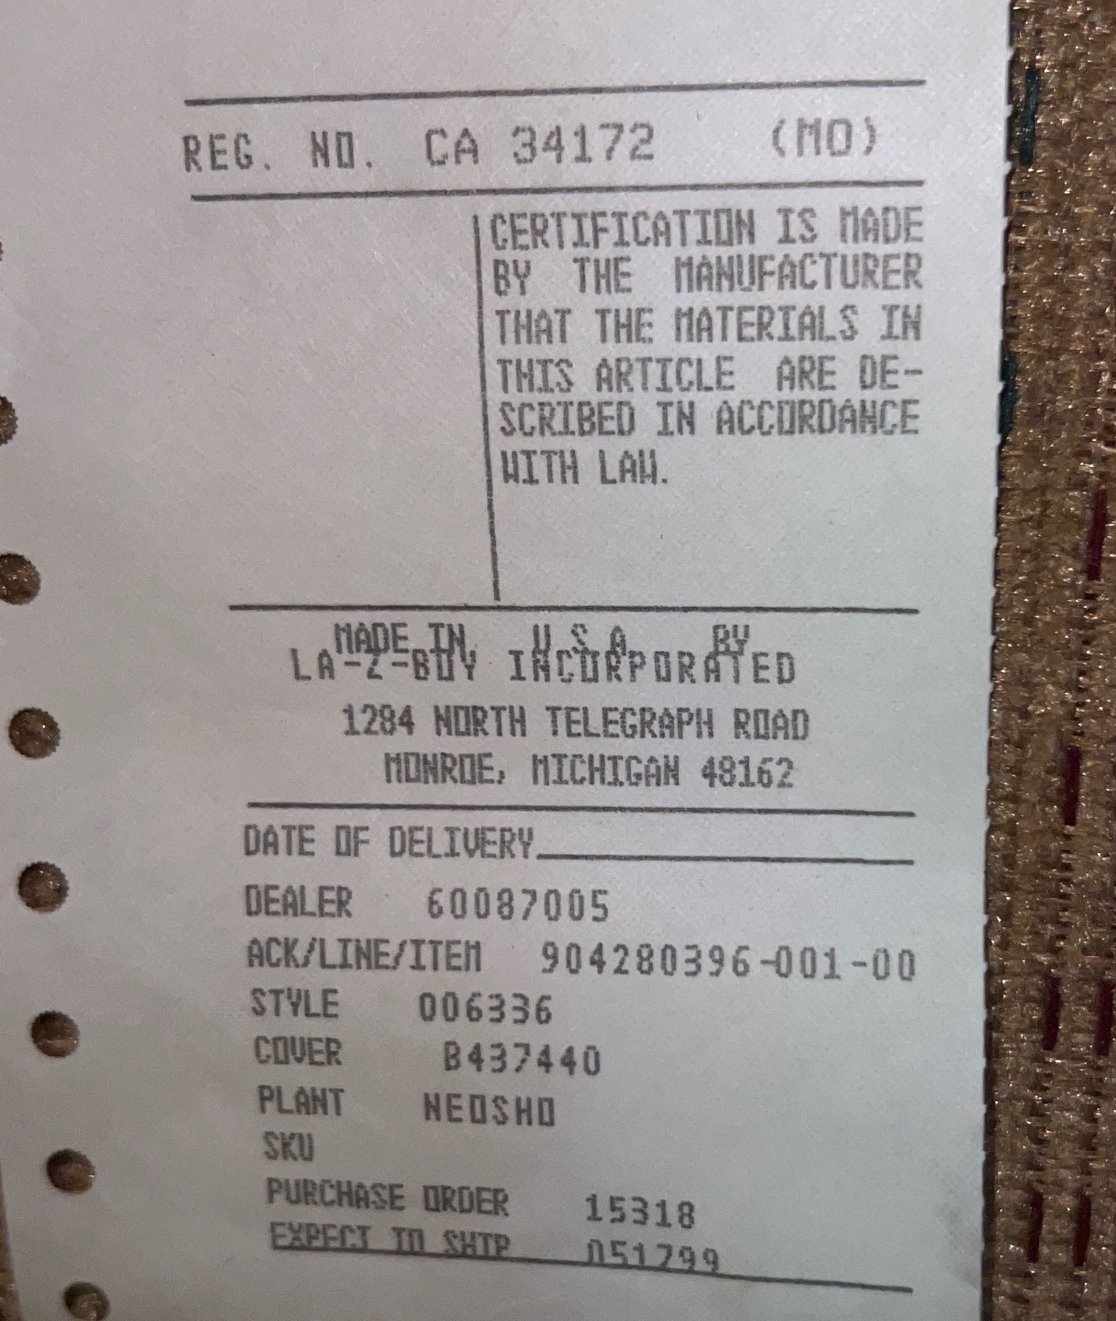 REG. NO. CA 34172 (MO)
CERTIFICATION IS MADE
BY THE MANUFACTURER
THAT THE MATERIALS IN
THIS ARTICLE ARE DE-
SCRIBED IN ACCORDANCE
WITH LAW.
MADE IN U S A BY
LA-Z-BOY INCORPORATED
1284 NORTH TELEGRAPH ROAD
MONROE, MICHIGAN 48162
DATE OF DELIVERY
DEALER 60087005
ACK/LINE/ITEM 904280396-001-00
STYLE 006336
COVER B437440
PLANT NEOSHO
SKU
PURCHASE ORDER 15318
EXPECT TO SHIP 051799